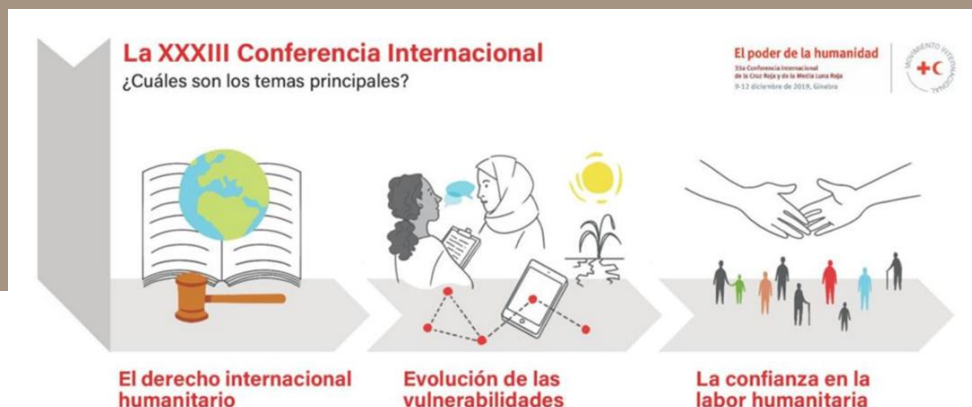 La XXXIII Conferencia Internacional
¿Cuáles son los temas principales?
El poder de la humanidad
33a Conferencia Internacional
de la Cruz Roja y de la Media Luna Roja
9-12 diciembre de 2019, Ginebra
MOVIMIENTO INTERNACIONAL
El derecho internacional
humanitario
Evolución de las
vulnerabilidades
La confianza en la
labor humanitaria